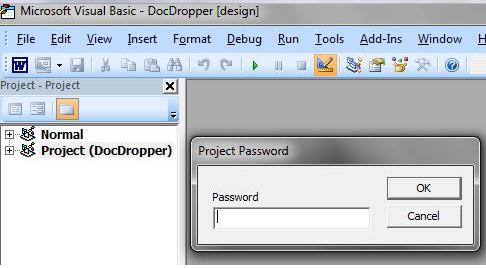 Microsoft Visual Basic - DocDropper [design]
File Edit View Insert Format Debug Run Tools Add-Ins Window H
Project - Project
Normal
Project (DocDropper)
Project Password
Password
OK
Cancel